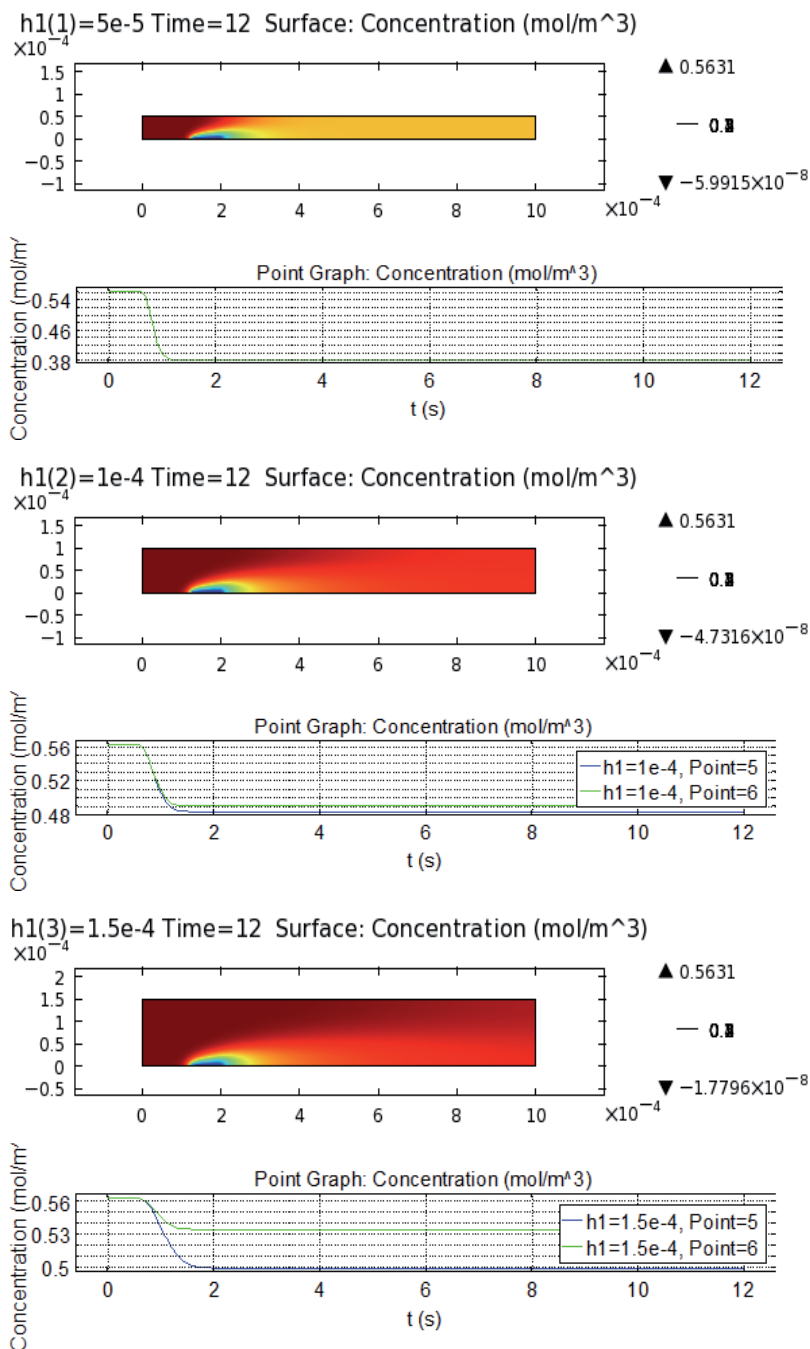 h1(1)=5e-5 Time=12 Surface: Concentration (mol/m^3)
×10⁻⁴
1.5
1
0.5
0
−0.5
−1
0 2 4 6 8 10
×10⁻⁴
▲ 0.5631
▼ −5.9915×10⁻⁸
Point Graph: Concentration (mol/m^3)
Concentration (mol/m
0.54
0.46
0.38
0 2 4 6 8 10 12
t (s)
h1(2)=1e-4 Time=12 Surface: Concentration (mol/m^3)
×10⁻⁴
1.5
1
0.5
0
−0.5
−1
0 2 4 6 8 10
×10⁻⁴
▲ 0.5631
▼ −4.7316×10⁻⁸
Point Graph: Concentration (mol/m^3)
Concentration (mol/m
0.56
0.52
0.48
h1=1e-4, Point=5
h1=1e-4, Point=6
0 2 4 6 8 10 12
t (s)
h1(3)=1.5e-4 Time=12 Surface: Concentration (mol/m^3)
×10⁻⁴
2
1.5
1
0.5
0
−0.5
0 2 4 6 8 10
×10⁻⁴
▲ 0.5631
▼ −1.7796×10⁻⁸
Point Graph: Concentration (mol/m^3)
Concentration (mol/m
0.56
0.53
0.5
h1=1.5e-4, Point=5
h1=1.5e-4, Point=6
0 2 4 6 8 10 12
t (s)